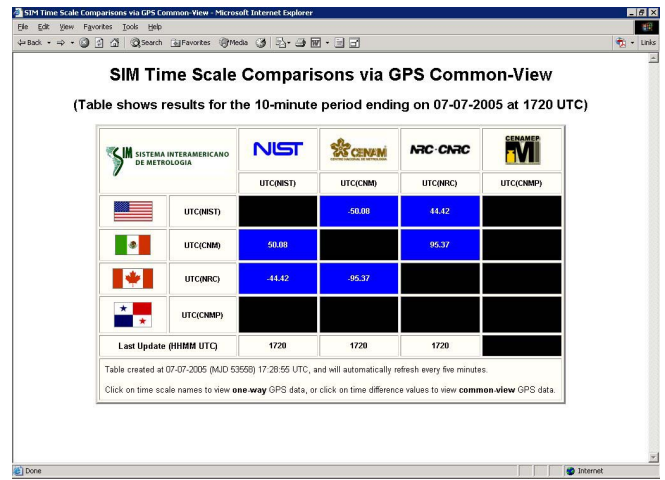 SIM Time Scale Comparisons via GPS Common-View - Microsoft Internet Explorer
File Edit View Favorites Tools Help
Back Search Favorites Media Links
SIM Time Scale Comparisons via GPS Common-View
(Table shows results for the 10-minute period ending on 07-07-2005 at 1720 UTC)
SIM SISTEMA INTERAMERICANO
DE METROLOGIA
NIST
CENAM
NRC·CNRC
CENAMEP
UTC(NIST) UTC(CNM) UTC(NRC) UTC(CNMP)
UTC(NIST) -50.08 44.42
UTC(CNM) 50.08 95.37
UTC(NRC) -44.42 -95.37
UTC(CNMP)
Last Update (HHMM UTC) 1720 1720 1720
Table created at 07-07-2005 (MJD 53558) 17:28:55 UTC, and will automatically refresh every five minutes.
Click on time scale names to view one-way GPS data, or click on time difference values to view common-view GPS data.
Done Internet